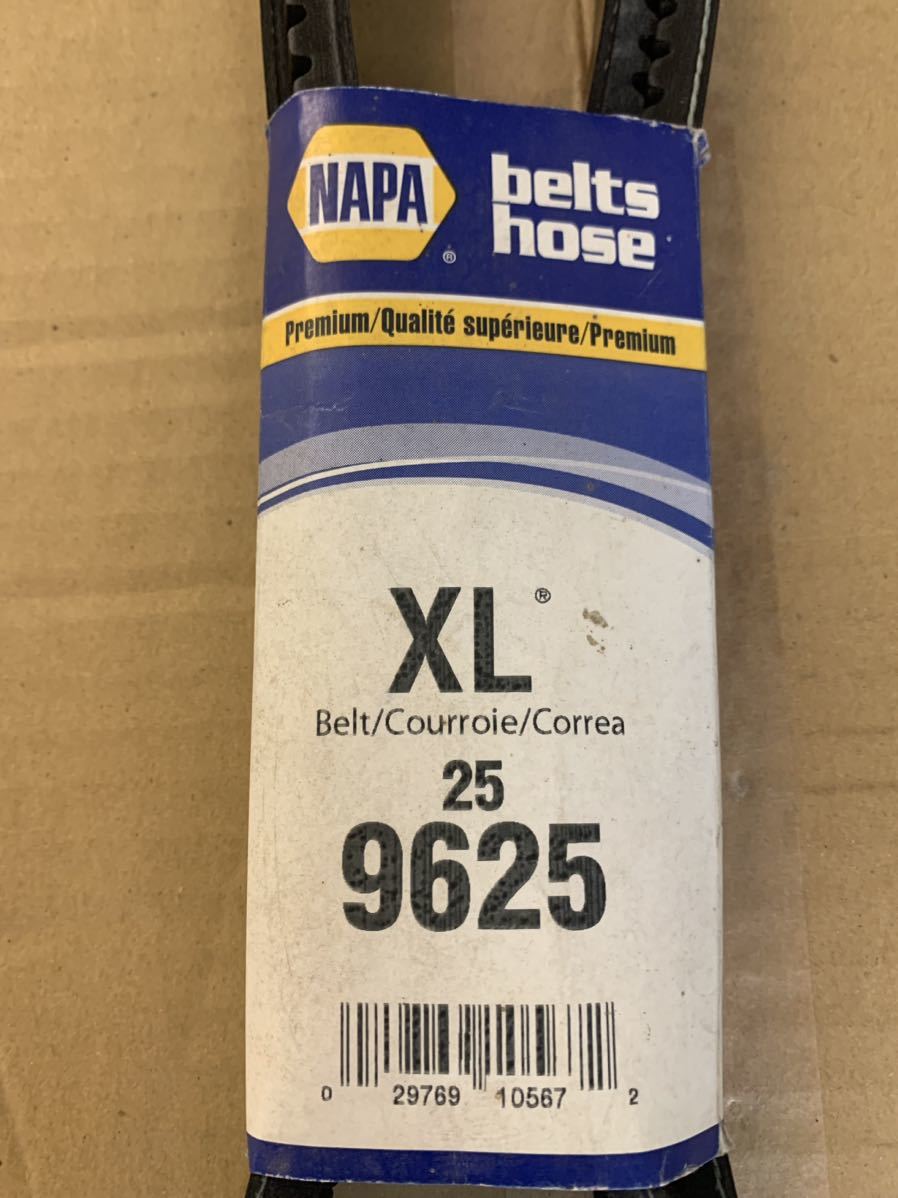 NAPA®
belts
hose
Premium/Qualité supérieure/Premium
XL®
Belt/Courroie/Correa
25
9625
0 29769 10567 2